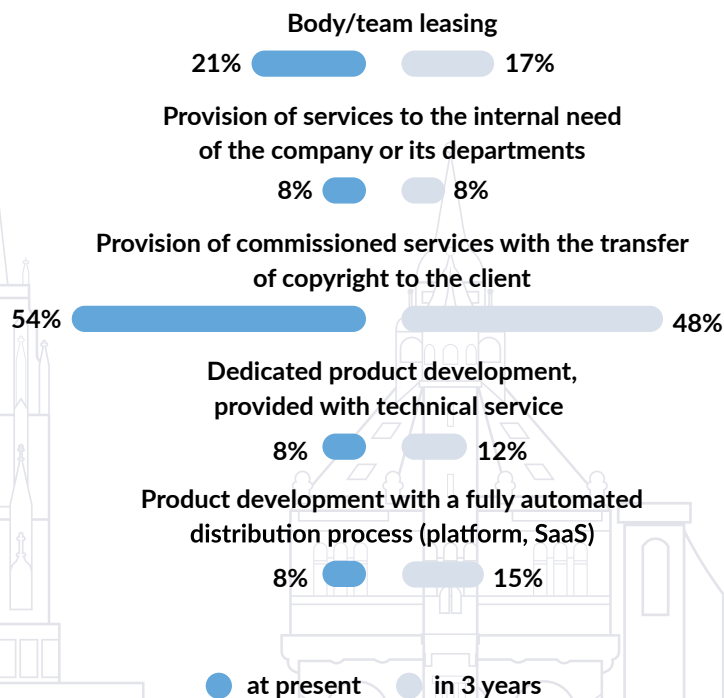 Body/team leasing
21% 17%
Provision of services to the internal need
of the company or its departments
8% 8%
Provision of commissioned services with the transfer
of copyright to the client
54% 48%
Dedicated product development,
provided with technical service
8% 12%
Product development with a fully automated
distribution process (platform, SaaS)
8% 15%
at present in 3 years